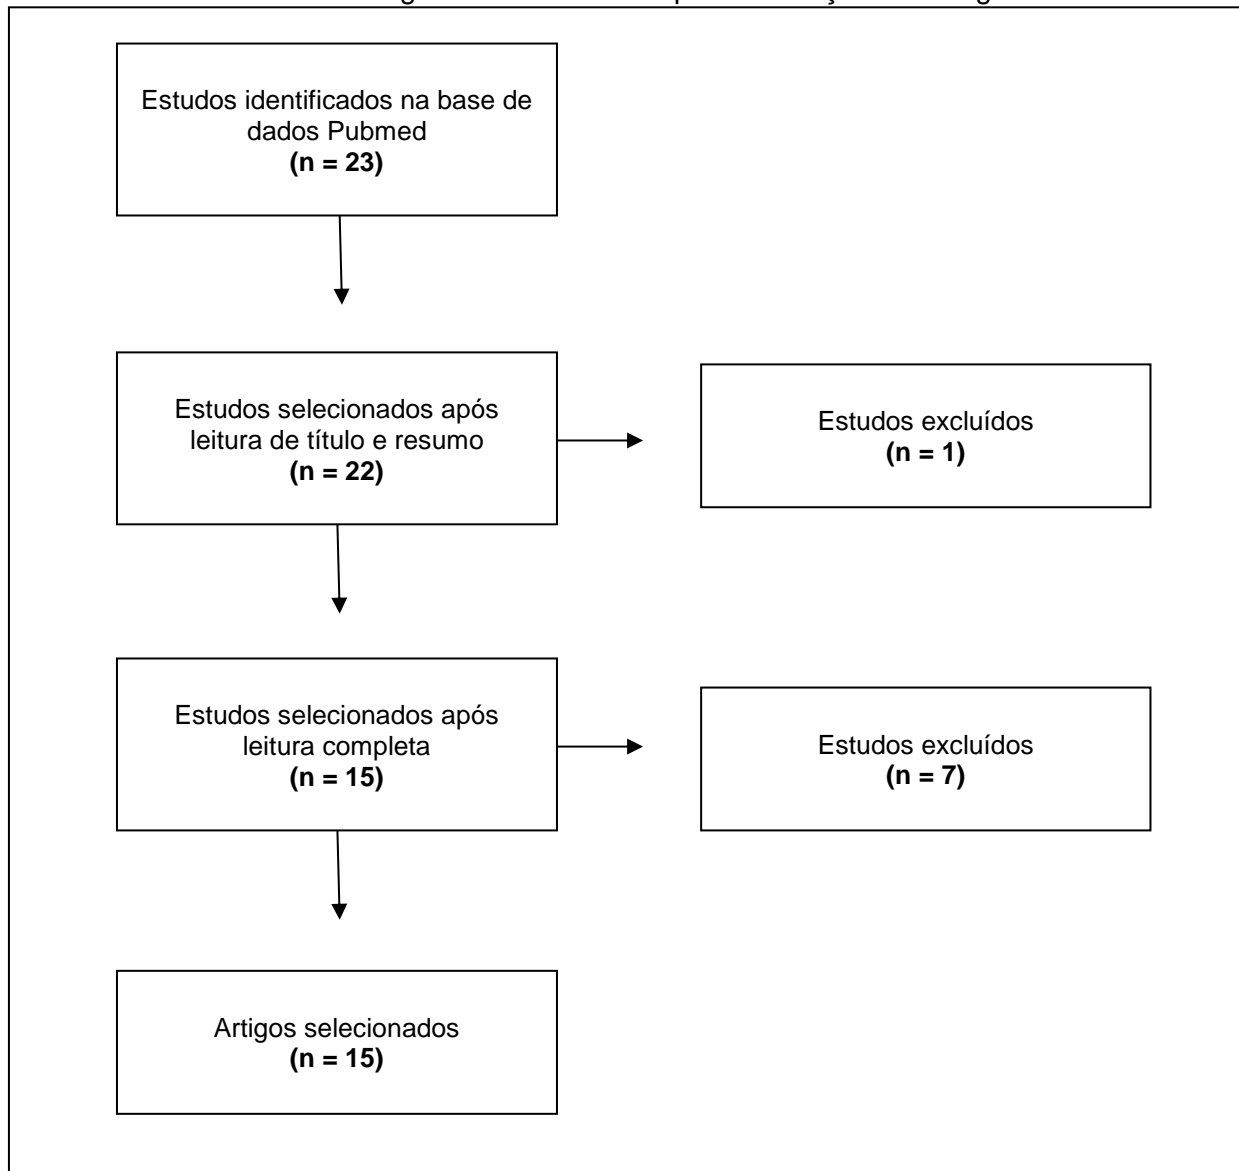 Estudos identificados na base de
dados Pubmed
(n = 23)
Estudos selecionados após
leitura de título e resumo
(n = 22)
Estudos excluídos
(n = 1)
Estudos selecionados após
leitura completa
(n = 15)
Estudos excluídos
(n = 7)
Artigos selecionados
(n = 15)